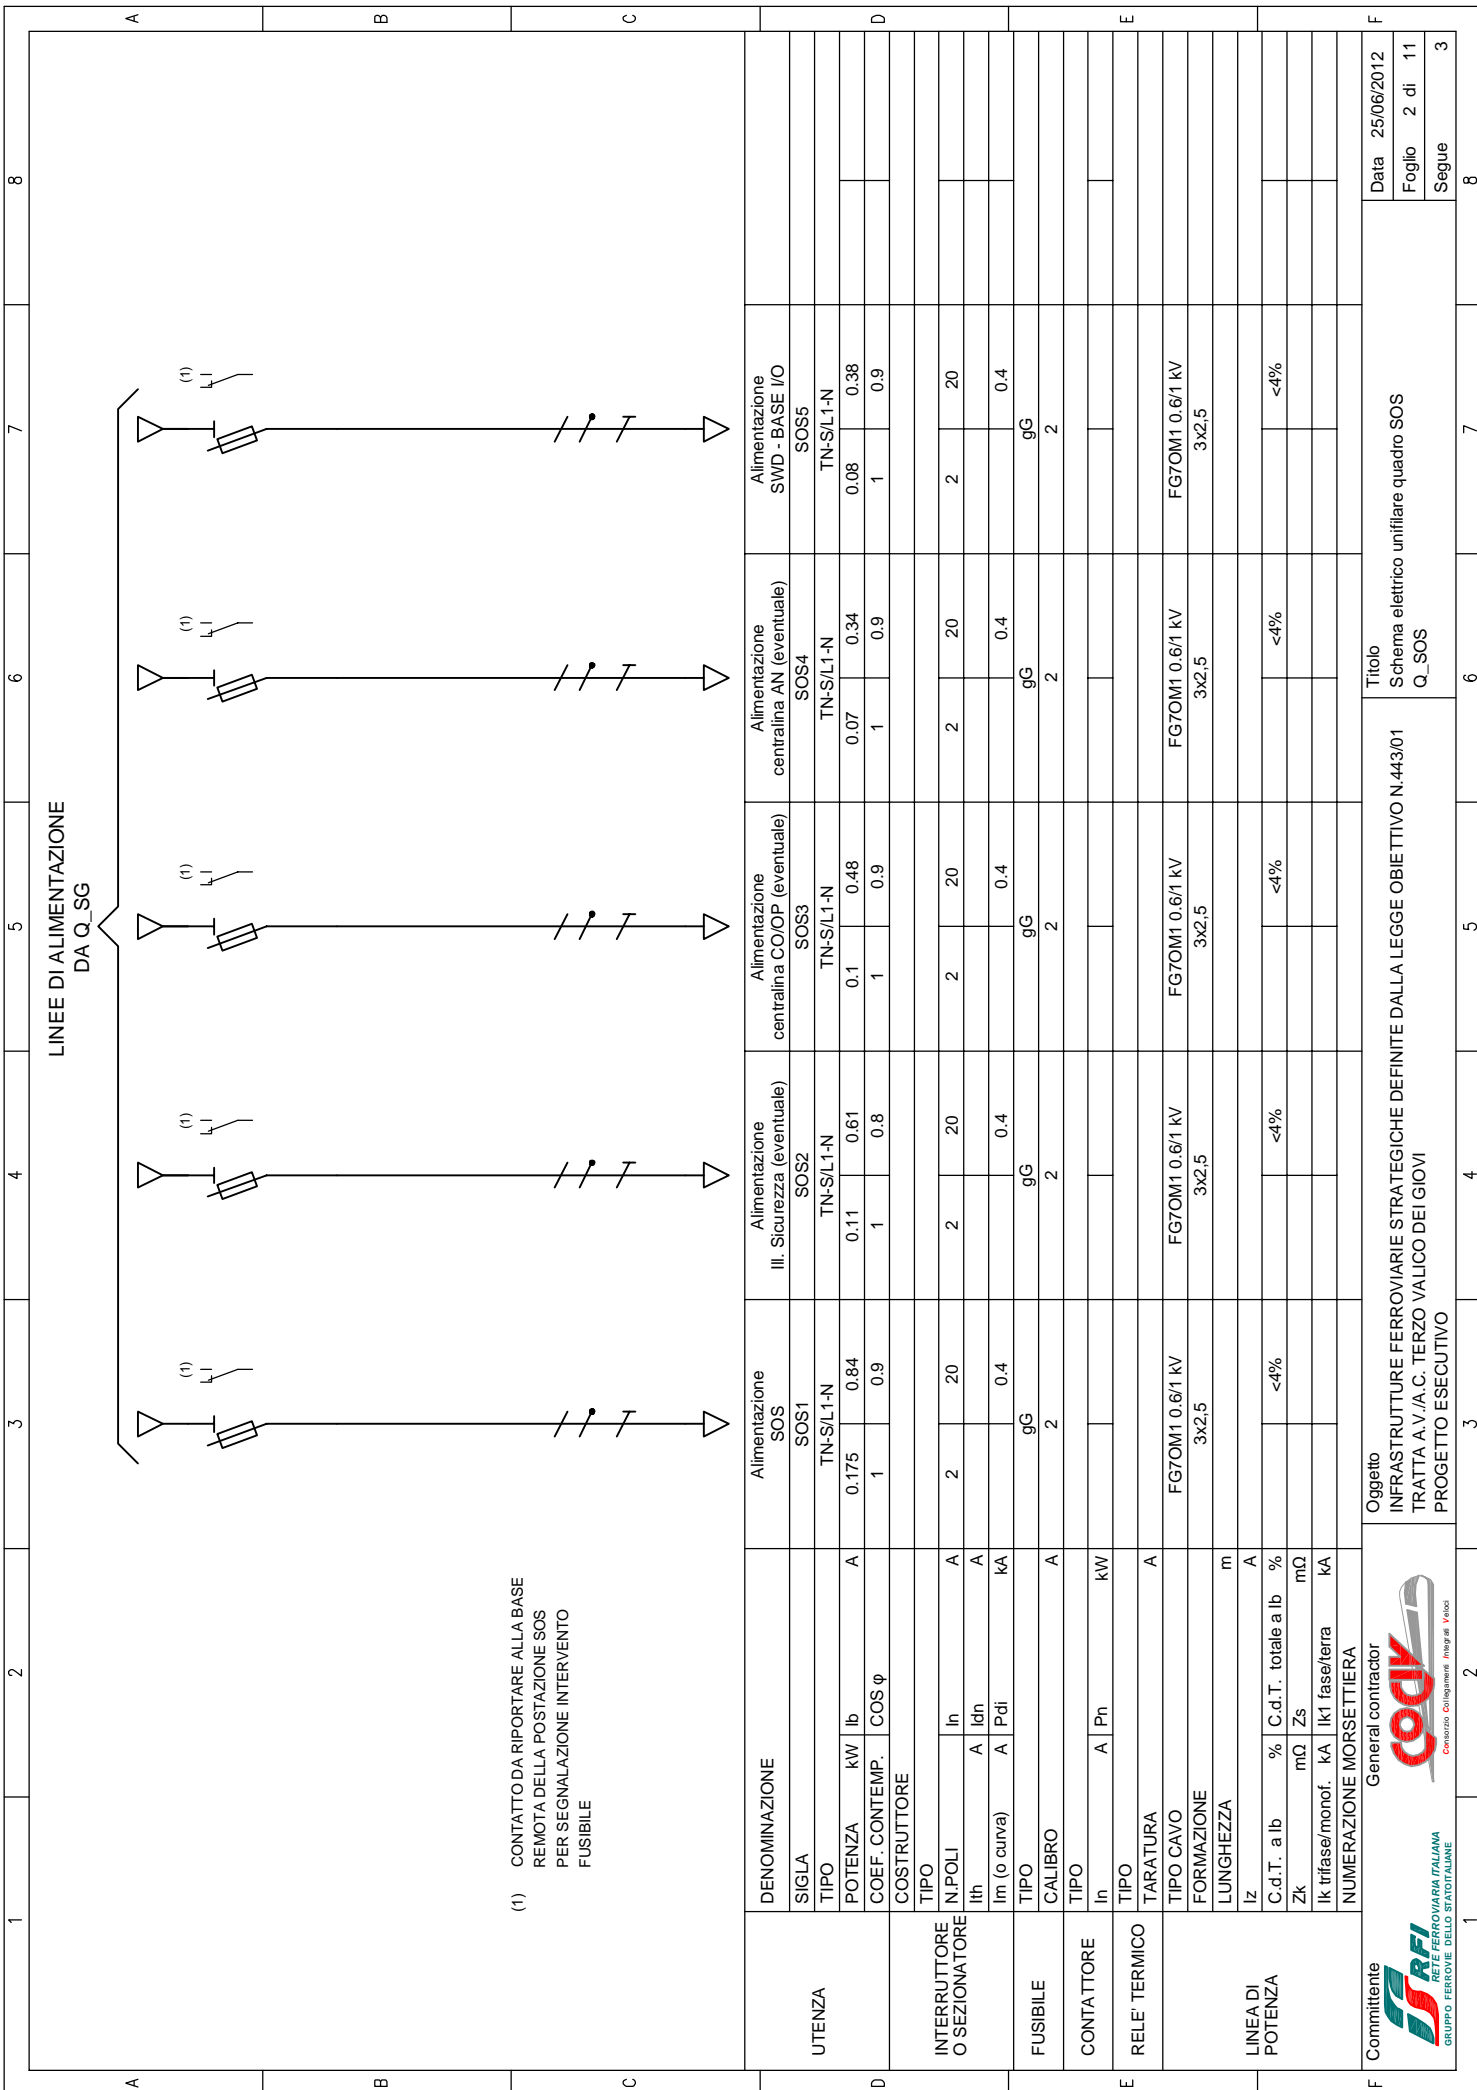 1 2 3 4 5 6 7 8
A
B
C
D
E
F
LINEE DI ALIMENTAZIONE
DA Q_SG
(1) (1) (1) (1) (1)
(1) CONTATTO DA RIPORTARE ALLA BASE
REMOTA DELLA POSTAZIONE SOS
PER SEGNALAZIONE INTERVENTO
FUSIBILE
UTENZA
DENOMINAZIONE Alimentazione SOS Alimentazione Ill. Sicurezza (eventuale) Alimentazione centralina CO/OP (eventuale) Alimentazione centralina AN (eventuale) Alimentazione SWD - BASE I/O
SIGLA SOS1 SOS2 SOS3 SOS4 SOS5
TIPO TN-S/L1-N TN-S/L1-N TN-S/L1-N TN-S/L1-N TN-S/L1-N
POTENZA kW Ib A 0.175 0.84 0.11 0.61 0.1 0.48 0.07 0.34 0.08 0.38
COEF. CONTEMP. COS φ 1 0.9 1 0.8 1 0.9 1 0.9 1 0.9
INTERRUTTORE
O SEZIONATORE
COSTRUTTORE
TIPO
N.POLI In A 2 20 2 20 2 20 2 20 2 20
Ith A Idn A
Im (o curva) A Pdi kA 0.4 0.4 0.4 0.4 0.4
FUSIBILE
TIPO gG gG gG gG gG
CALIBRO A 2 2 2 2 2
CONTATTORE
TIPO
In A Pn kW
RELE' TERMICO
TIPO
TARATURA A
LINEA DI
POTENZA
TIPO CAVO FG7OM1 0.6/1 kV FG7OM1 0.6/1 kV FG7OM1 0.6/1 kV FG7OM1 0.6/1 kV FG7OM1 0.6/1 kV
FORMAZIONE 3x2,5 3x2,5 3x2,5 3x2,5 3x2,5
LUNGHEZZA m
Iz A
C.d.T. a Ib % C.d.T. totale a Ib % <4% <4% <4% <4% <4%
Zk mΩ Zs mΩ
Ik trifase/monof. kA Ik1 fase/terra kA
NUMERAZIONE MORSETTIERA
Committente
RFI
RETE FERROVIARIA ITALIANA
GRUPPO FERROVIE DELLO STATO ITALIANE
General contractor
COCIV
Consorzio Collegamenti Integrati Veloci
Oggetto
INFRASTRUTTURE FERROVIARIE STRATEGICHE DEFINITE DALLA LEGGE OBIETTIVO N.443/01
TRATTA A.V./A.C. TERZO VALICO DEI GIOVI
PROGETTO ESECUTIVO
Titolo
Schema elettrico unifilare quadro SOS
Q_SOS
Data 25/06/2012
Foglio 2 di 11
Segue 3
1 2 3 4 5 6 7 8
A
B
C
D
E
F